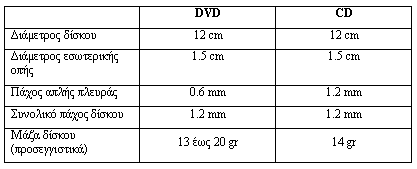 DVD CD
Διάμετρος δίσκου 12 cm 12 cm
Διάμετρος εσωτερικής 1.5 cm 1.5 cm
οπής
Πάχος απλής πλευράς 0.6 mm 1.2 mm
Συνολικό πάχος δίσκου 1.2 mm 1.2 mm
Μάζα δίσκου 13 έως 20 gr 14 gr
(προσεγγιστικά)